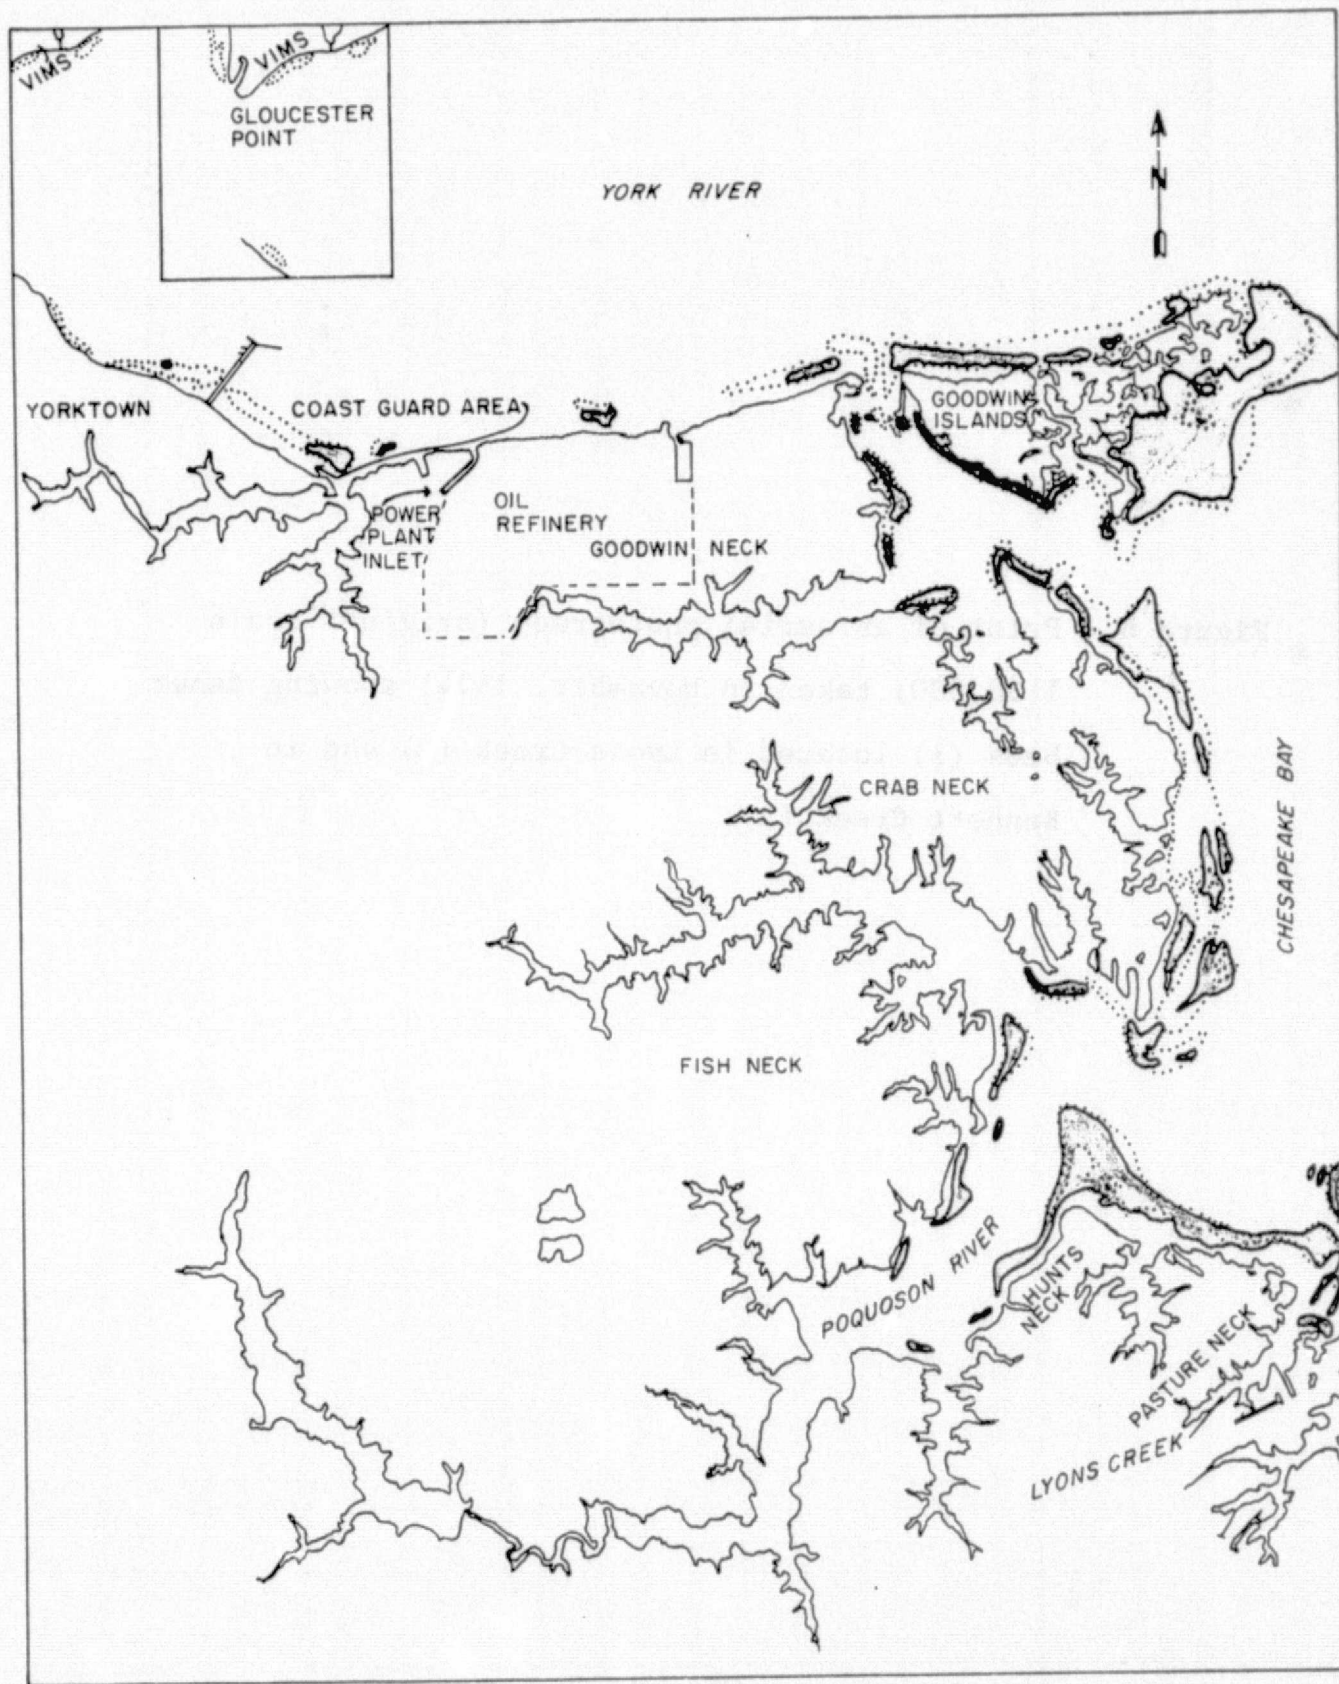 VIMS
VIMS
GLOUCESTER
POINT
YORK RIVER
N
YORKTOWN
COAST GUARD AREA
GOODWIN
ISLANDS
POWER
PLANT
INLET
OIL
REFINERY
GOODWIN NECK
CRAB NECK
CHESAPEAKE BAY
FISH NECK
POQUOSON RIVER
HUNTS
NECK
PASTURE NECK
LYONS CREEK